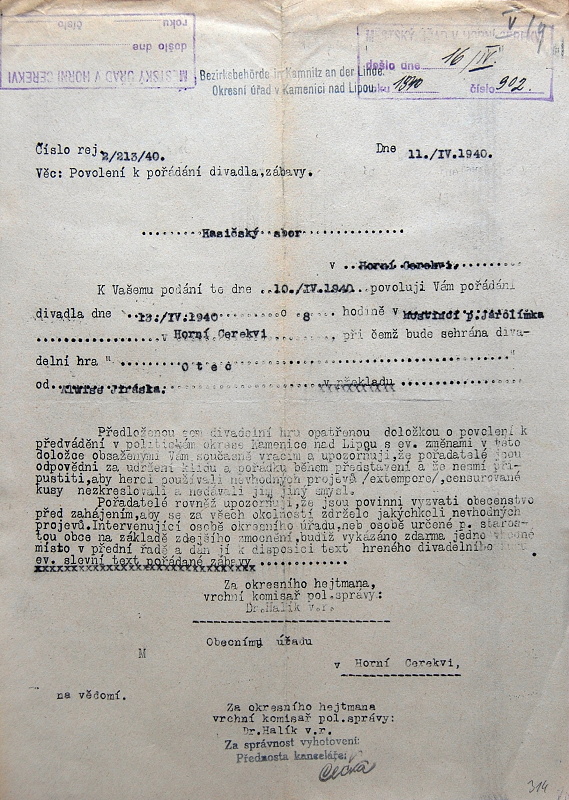 V/9
MĚSTSKÝ ÚŘAD V HORNÍ CEREKVI
došlo dne
roku číslo
došlo dne 16/IV.
roku 1940 číslo 902.
Bezirksbehörde in Kamnitz an der Linde.
Okresní úřad v Kamenici nad Lipou.
Číslo rej. 2/213/40.
Dne 11./IV.1940.
Věc: Povolení k pořádání divadla,zábavy.
Hasičský sbor
v Horní Cerekvi,
K Vašemu podání ze dne 10./IV.1940 povoluji Vám pořádání
divadla dne 13./IV.1940 o 8 hodině v hostinci p.Jarolímka
v Horní Cerekvi, při čemž bude sehrána diva-
delní hra " O t e c "
od Aloise Jiráska. v překladu
Předloženou sem divadelní hru opatřenou doložkou o povolení k
předvádění v politickém okrese Kamenice nad Lipou s ev. změnami v této
doložce obsaženými Vám současně vracím a upozorňuji,že pořadatelé jsou
odpovědni za udržení klidu a pořádku během představení a že nesmí při-
pustiti,aby herci používali nevhodných projevů /extempore/,censurované
kusy nezkreslovali a nedávali jim jiný smysl.
Pořadatelé rovněž upozorňuji,že jsou povinni vyzvati obecenstvo
před zahájením,aby se za všech okolností zdrželo jakýchkoli nevhodných
projevů.Intervenující osobě okresního úřadu,neb osobě určené p. staros-
tou obce na základě zdejšího zmocnění,budiž vykázáno zdarma jedno vhodné
místo v přední řadě a dán jí k disposici text hreného divadelního
ev. slovní text pořádané zábavy
Za okresního hejtmana,
vrchní komisař pol.správy:
Dr.Halík v.r.
Obecnímu úřadu
M
v Horní Cerekvi,
na vědomí.
Za okresního hejtmana
vrchní komisař pol.správy:
Dr.Halík v.r.
Za správnost vyhotovení:
Přednosta kanceláře:
314